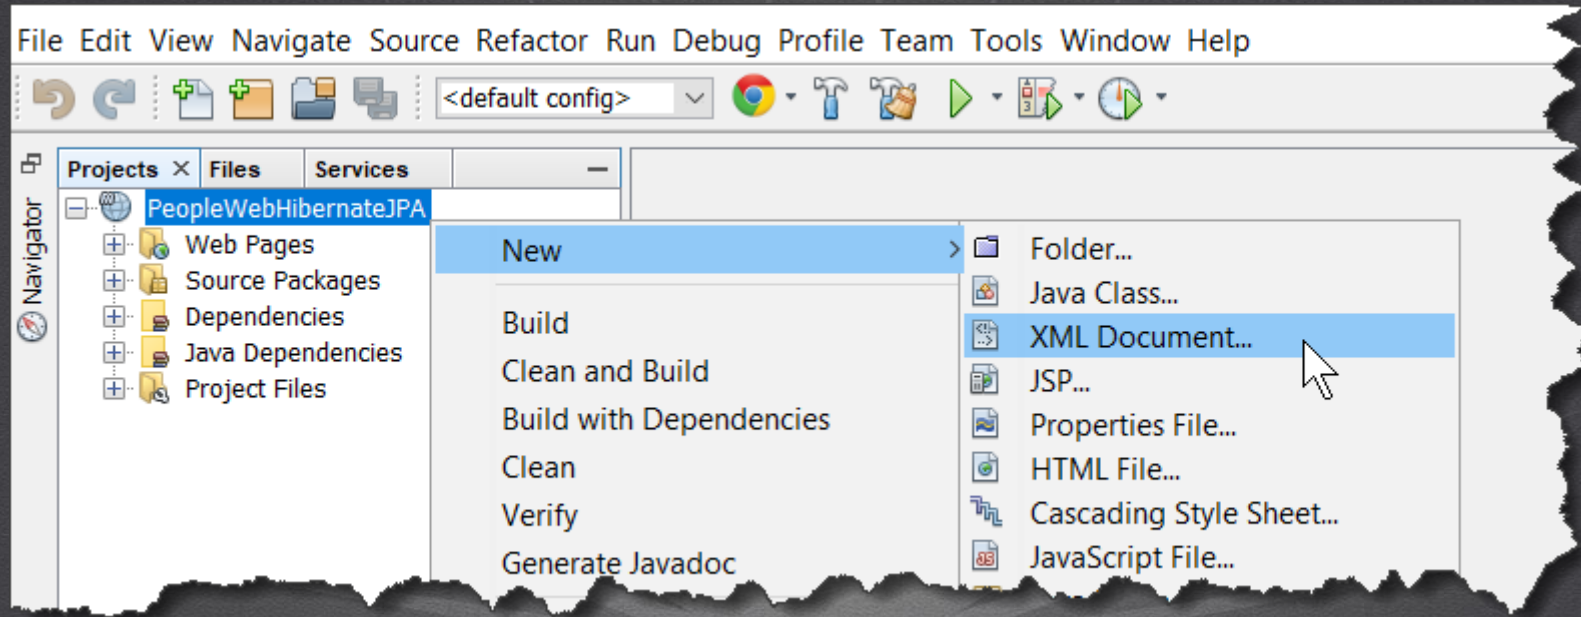 File Edit View Navigate Source Refactor Run Debug Profile Team Tools Window Help
<default config>
Projects Files Services
Navigator
PeopleWebHibernateJPA
Web Pages
Source Packages
Dependencies
Java Dependencies
Project Files
New
Build
Clean and Build
Build with Dependencies
Clean
Verify
Generate Javadoc
Folder...
Java Class...
XML Document...
JSP...
Properties File...
HTML File...
Cascading Style Sheet...
JavaScript File...